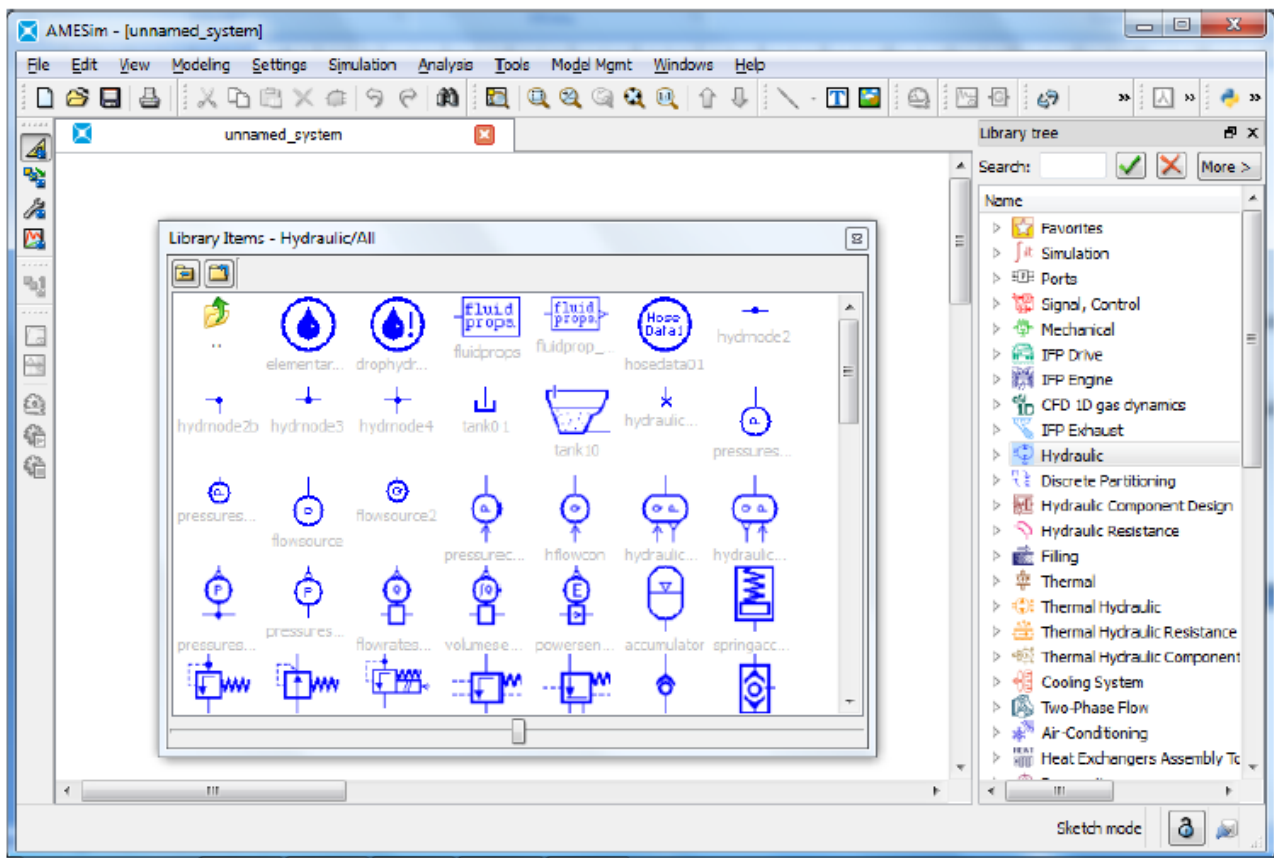 AMESim - [unnamed_system]
File Edit View Modeling Settings Simulation Analysis Tools Model Mgmt Windows Help
unnamed_system
Library Items - Hydraulic/All
..
elementar... drophydr... fluidprops fluidprop_... hosedata01 hydrnode2
fluid props
fluid props
Hose Data1
hydrnode2b hydrnode3 hydrnode4 tank01 tank10 hydraulic... pressures...
pressures... flowsource flowsource2 pressurec... hflowcon hydraulic... hydraulic...
pressures... pressures... flowrates... volumese... powersen... accumulator springacc...
Library tree
Search: More >
Name
Favorites
Simulation
Ports
Signal, Control
Mechanical
IFP Drive
IFP Engine
CFD 1D gas dynamics
IFP Exhaust
Hydraulic
Discrete Partitioning
Hydraulic Component Design
Hydraulic Resistance
Filling
Thermal
Thermal Hydraulic
Thermal Hydraulic Resistance
Thermal Hydraulic Component
Cooling System
Two-Phase Flow
Air-Conditioning
Heat Exchangers Assembly To
Sketch mode